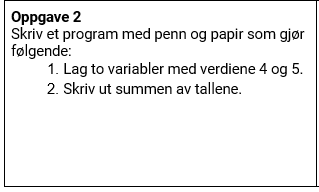 Oppgave 2
Skriv et program med penn og papir som gjør
følgende:
1. Lag to variabler med verdiene 4 og 5.
2. Skriv ut summen av tallene.